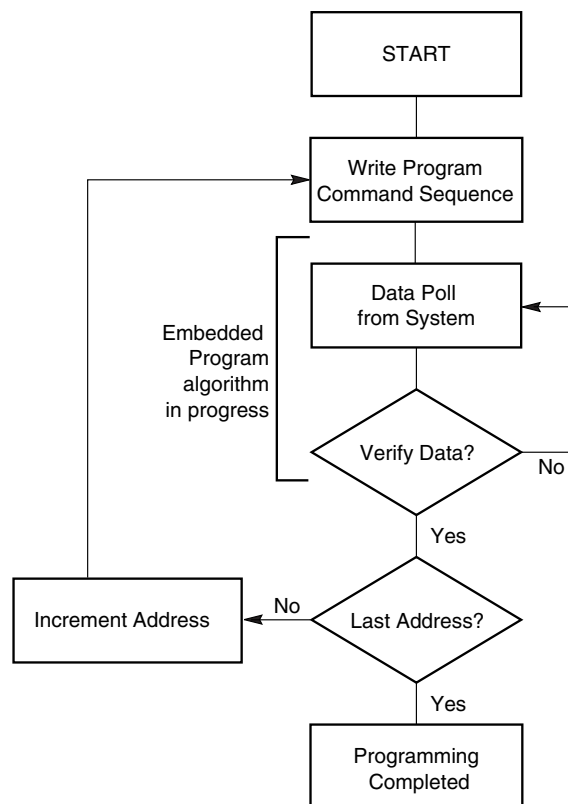 START
Write Program
Command Sequence
Data Poll
from System
Embedded
Program
algorithm
in progress
Verify Data?
No
Yes
Increment Address
No
Last Address?
Yes
Programming
Completed